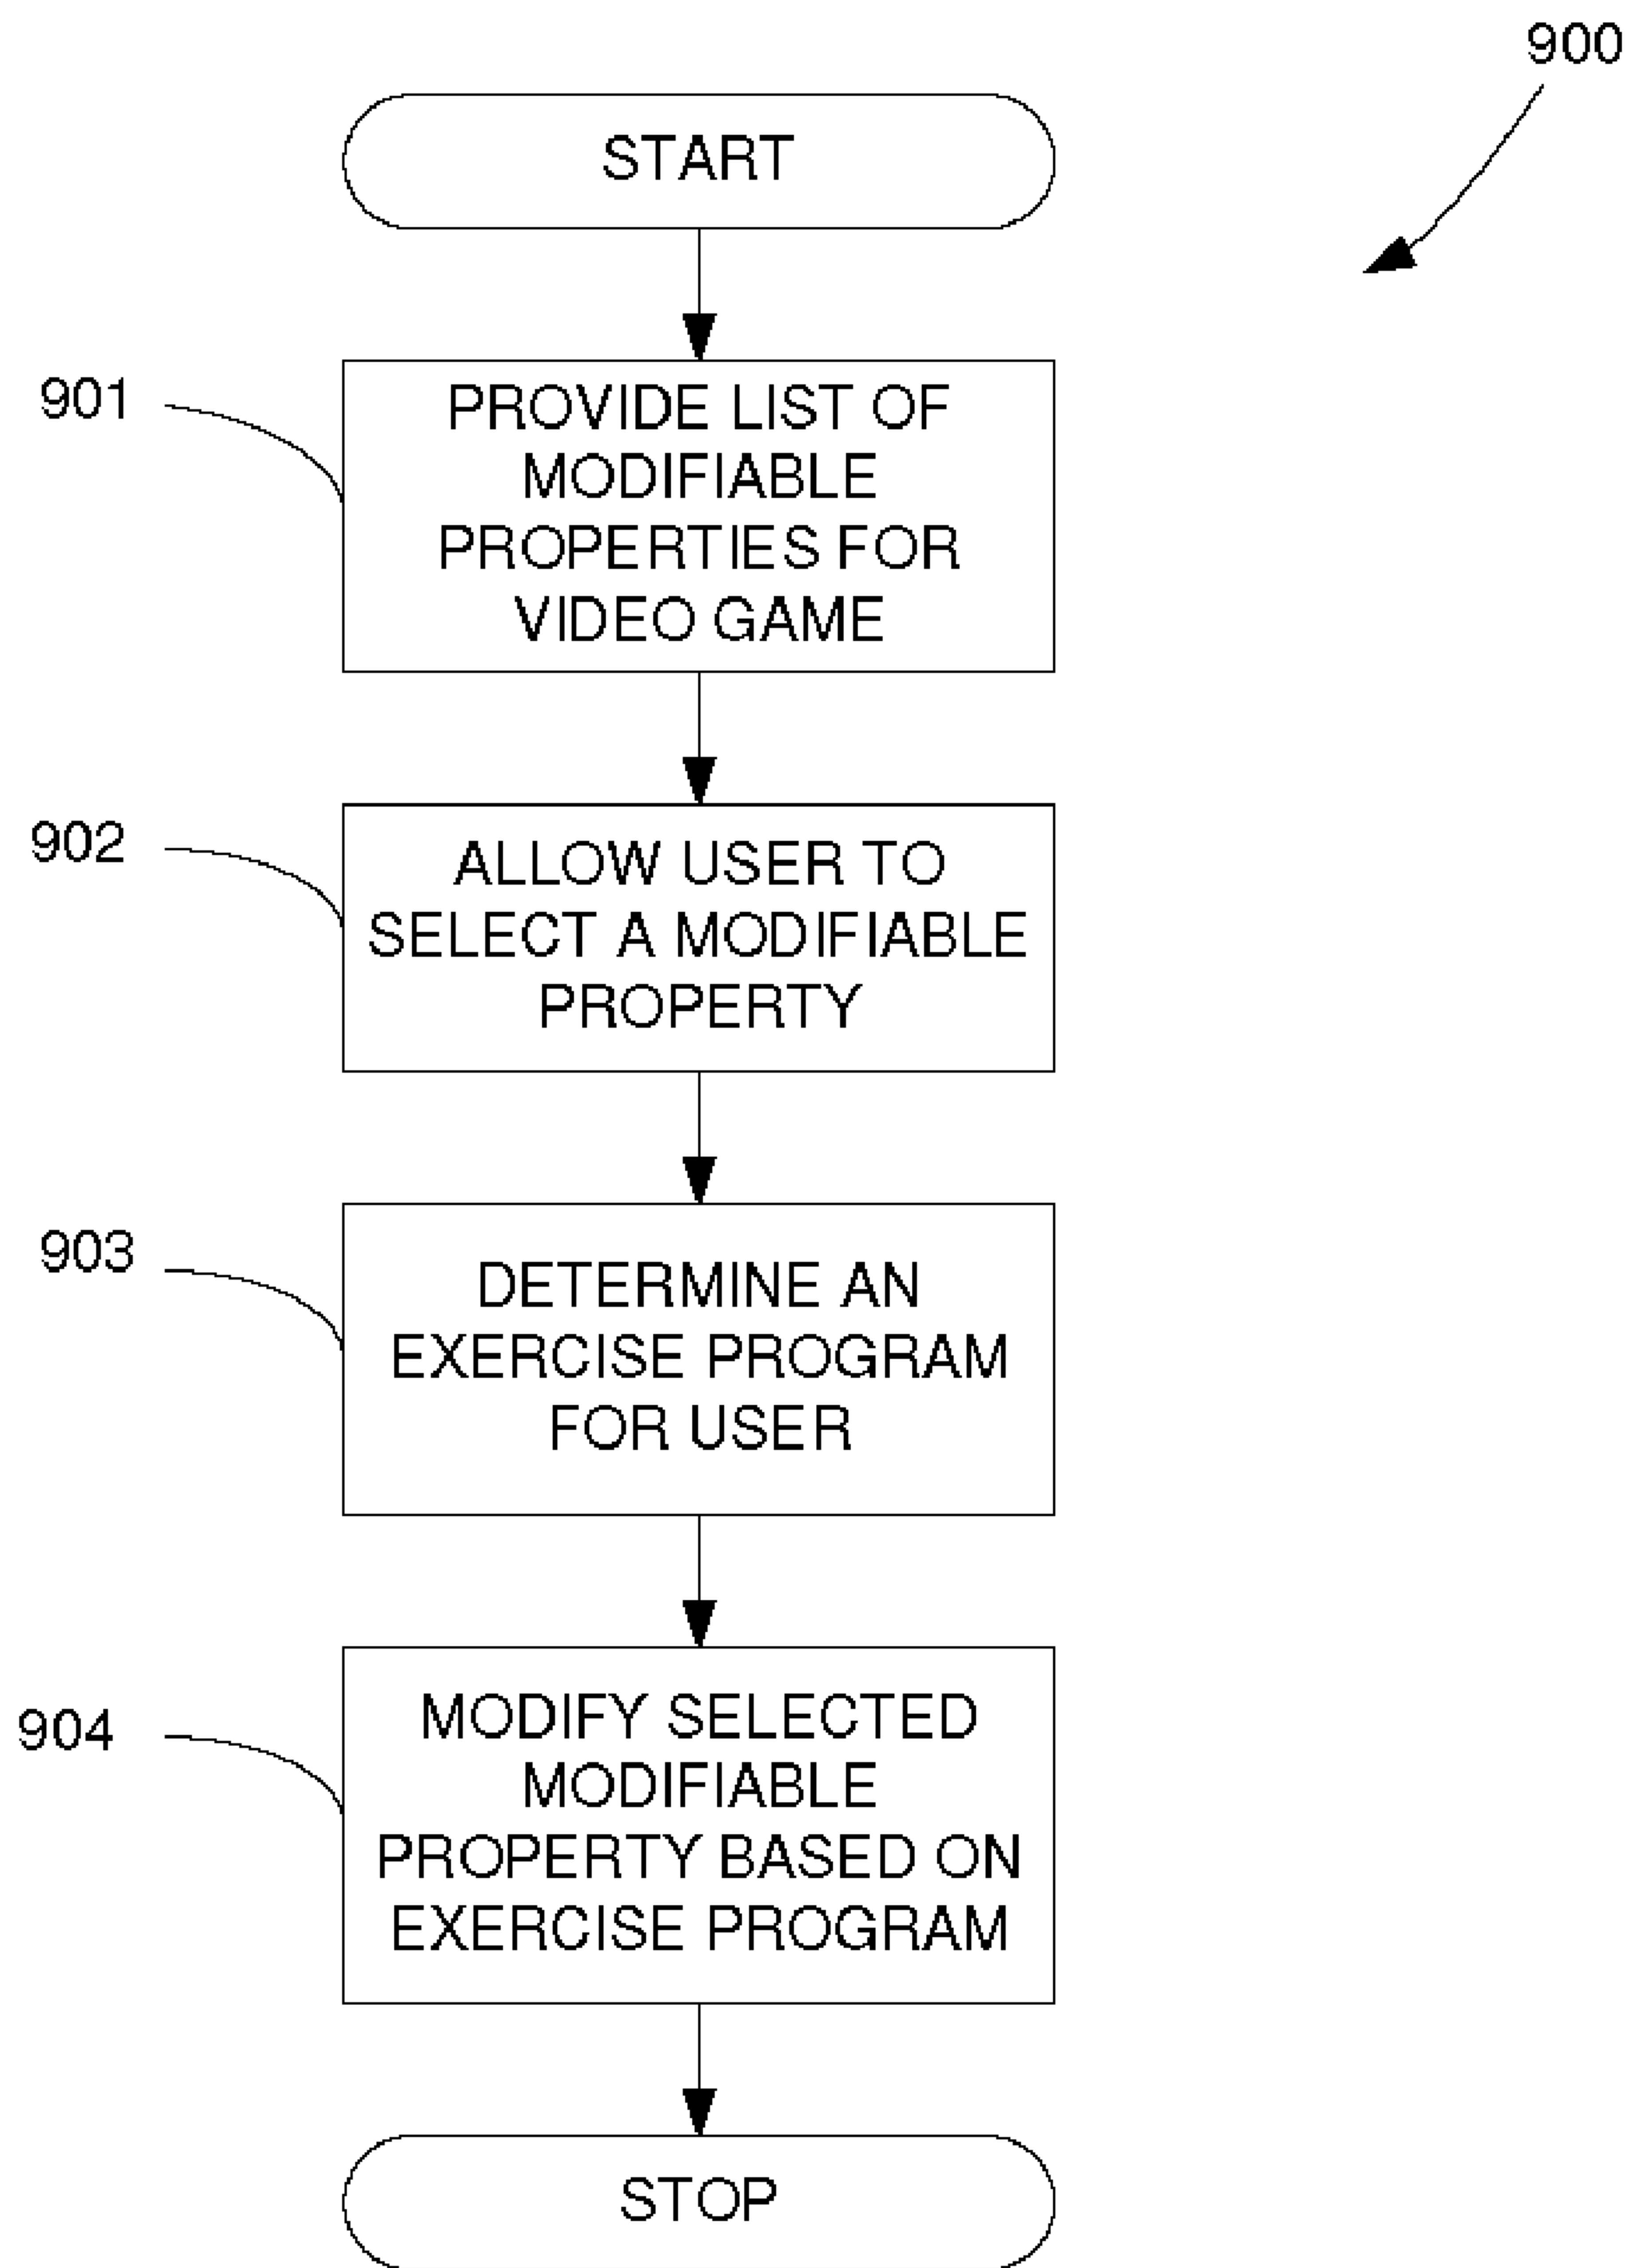 900
START
901
PROVIDE LIST OF
MODIFIABLE
PROPERTIES FOR
VIDEO GAME
902
ALLOW USER TO
SELECT A MODIFIABLE
PROPERTY
903
DETERMINE AN
EXERCISE PROGRAM
FOR USER
904
MODIFY SELECTED
MODIFIABLE
PROPERTY BASED ON
EXERCISE PROGRAM
STOP